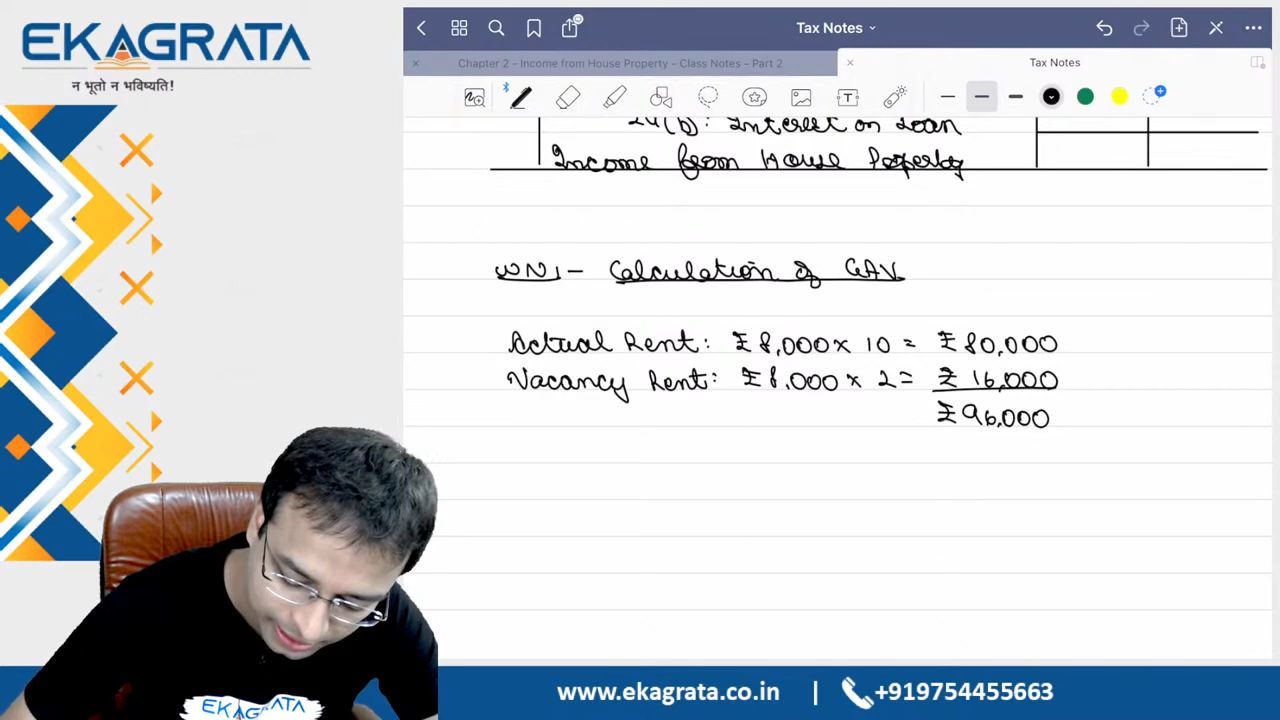 EKAGRATA
न भूतो न भविष्यति!
Tax Notes
Chapter 2 - Income from House Property - Class Notes - Part 2
Tax Notes
24(b): Interest on Loan
Income from House Property
WN1 - Calculation of GAV
Actual Rent: ₹8,000 x 10 = ₹80,000
Vacancy Rent: ₹8,000 x 2 = ₹16,000
₹96,000
EKAGRATA
www.ekagrata.co.in | +919754455663